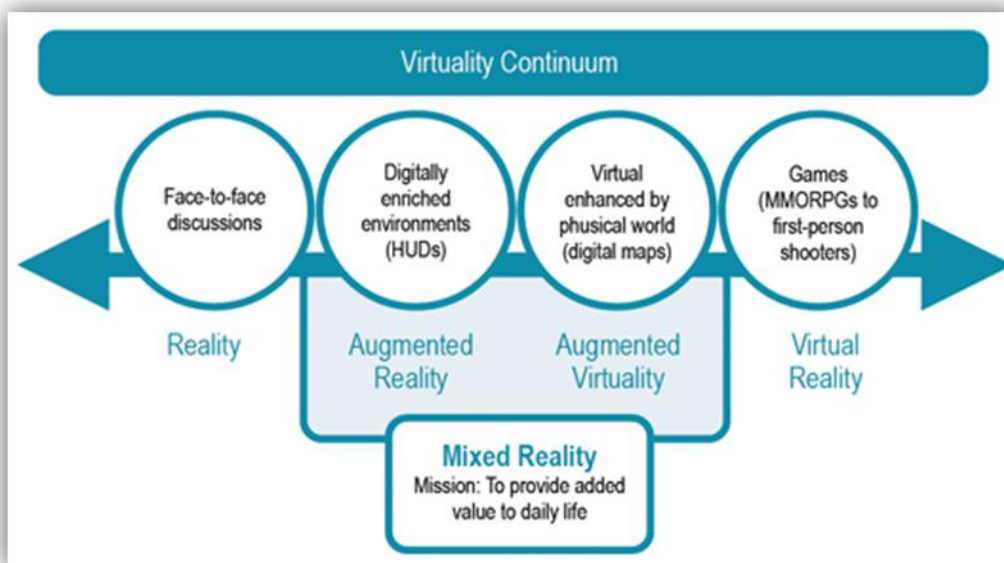 Virtuality Continuum
Face-to-face
discussions
Digitally
enriched
environments
(HUDs)
Virtual
enhanced by
phusical world
(digital maps)
Games
(MMORPGs to
first-person
shooters)
Reality
Augmented
Reality
Augmented
Virtuality
Virtual
Reality
Mixed Reality
Mission: To provide added
value to daily life